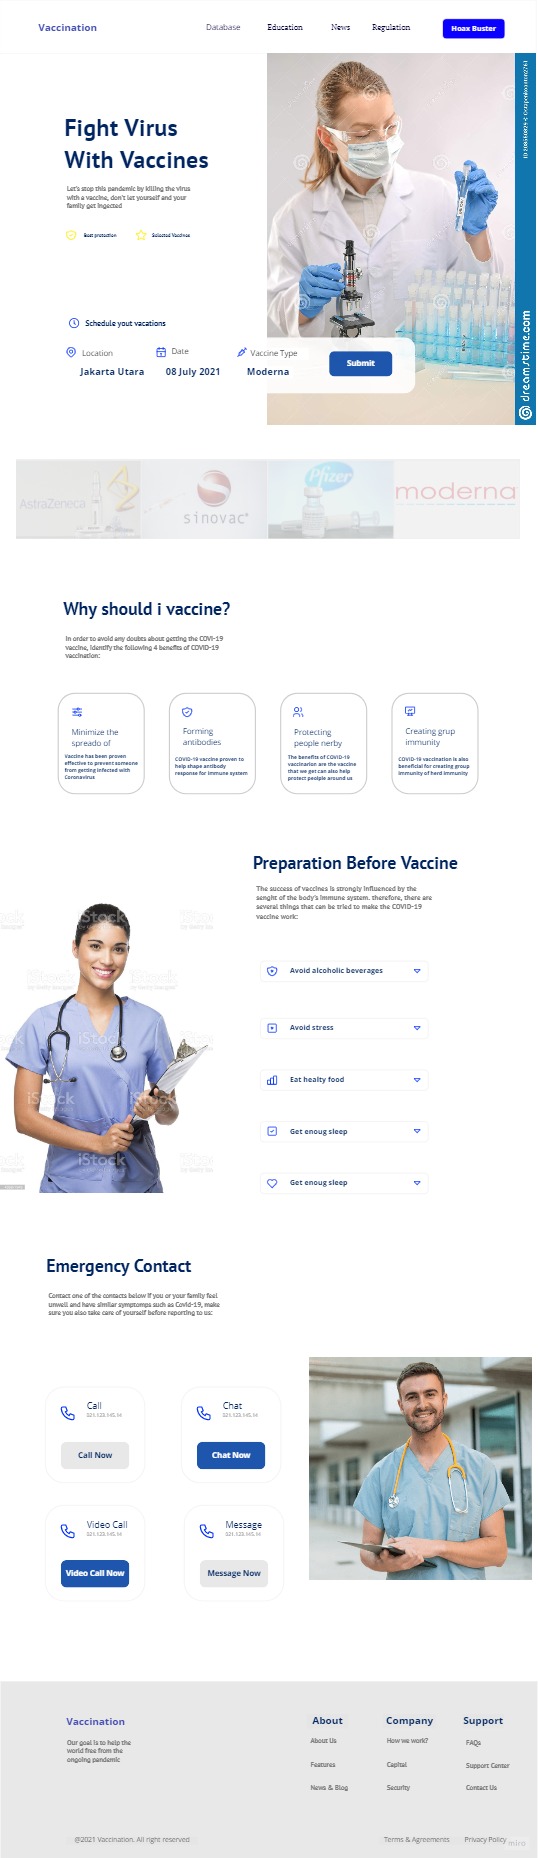 Vaccination
Database
Education
News
Regulation
Hoax Buster
Fight Virus
With Vaccines
Let's stop this pandemic by killing the virus
with a vaccine, don't let yourself and your
family get ingected
Best protection
Selected Vaccines
Schedule yout vacations
Location
Date
Vaccine Type
Jakarta Utara
08 July 2021
Moderna
Submit
dreamstime.com
AstraZeneca
sinovac
Pfizer
moderna
Why should i vaccine?
In order to avoid any doubts about getting the COVI-19
vaccine, identify the following 4 benefits of COVID-19
vaccination:
Minimize the
spreado of
Vaccine has been proven
effective to prevent someone
from getting infected with
Coronavirus
Forming
antibodies
COVID-19 vaccine proven to
help shape antibody
response for immune system
Protecting
people nerby
The benefits of COVID-19
vaccinarion are the vaccine
that we get can also help
protect peolple around us
Creating grup
immunity
COVID-19 vaccination is also
beneficial for creating group
immunity of herd immunity
Preparation Before Vaccine
The success of vaccines is strongly influenced by the
senght of the body's immune system. therefore, there are
several things that can be tried to make the COVID-19
vaccine work:
Avoid alcoholic beverages
Avoid stress
Eat healty food
Get enoug sleep
Get enoug sleep
iStock
Emergency Contact
Contact one of the contacts below if you or your family feel
unwell and have similar symptomps such as Covid-19, make
sure you also take care of yourself before reporting to us:
Call
021.123.145.14
Call Now
Chat
021.123.145.14
Chat Now
Video Call
021.123.145.14
Video Call Now
Message
021.123.145.14
Message Now
Vaccination
Our goal is to help the
world free from the
ongoing pandemic
About
About Us
Features
News & Blog
Company
How we work?
Capital
Security
Support
FAQs
Support Center
Contact Us
@2021 Vaccination. All right reserved
Terms & Agreements
Privacy Policy
miro